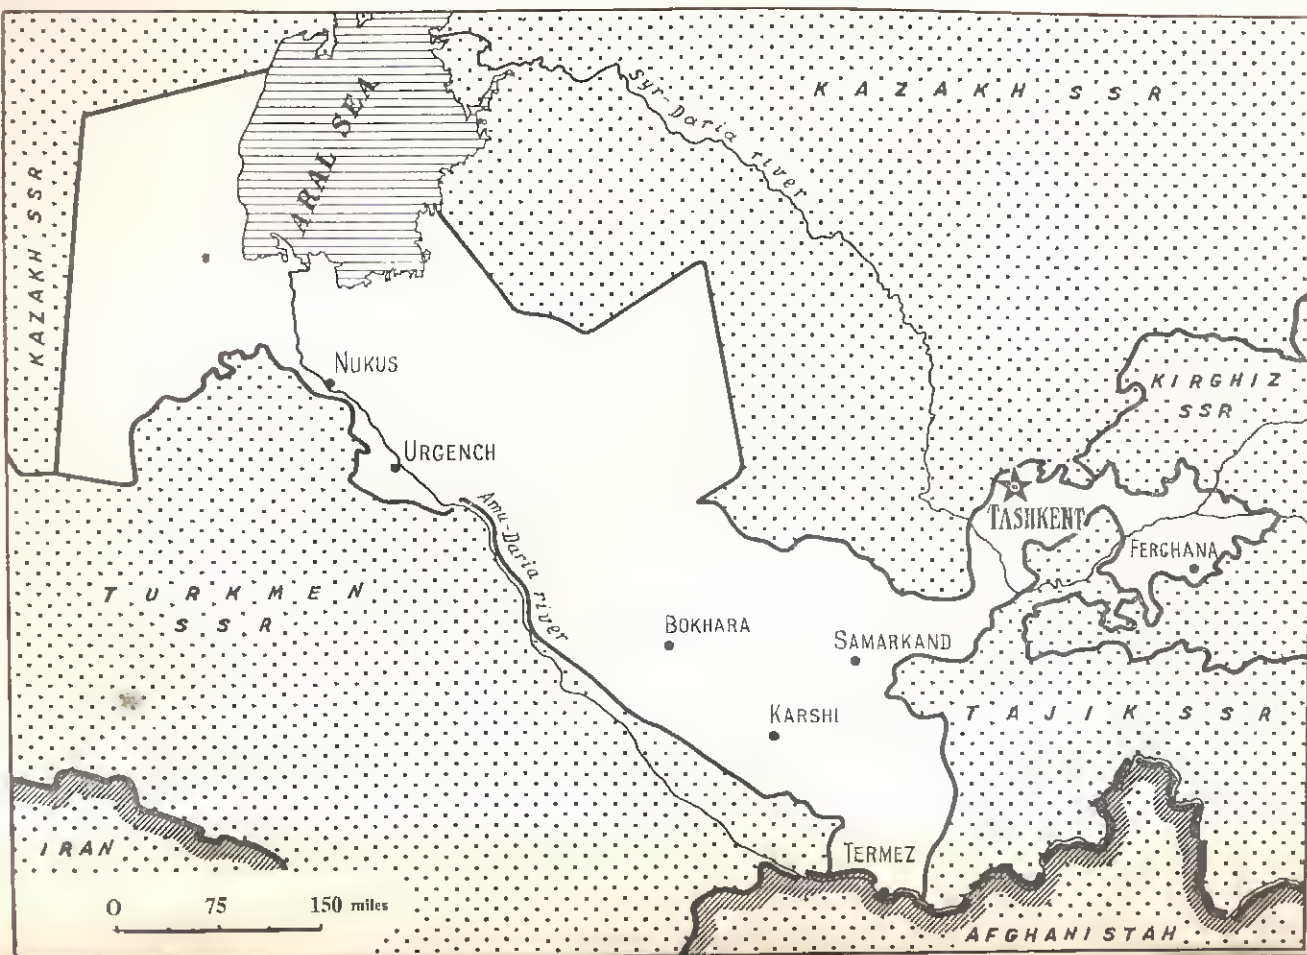 KAZAKH SSR
ARAL SEA
Syr-Daria river
KAZAKH SSR
NUKUS
KIRGHIZ
SSR
URGENCH
Amu-Daria river
TASHKENT
FERGHANA
TURKMEN
SSR
BOKHARA
SAMARKAND
KARSHI
TAJIK SSR
IRAN
TERMEZ
0 75 150 miles
AFGHANISTAH